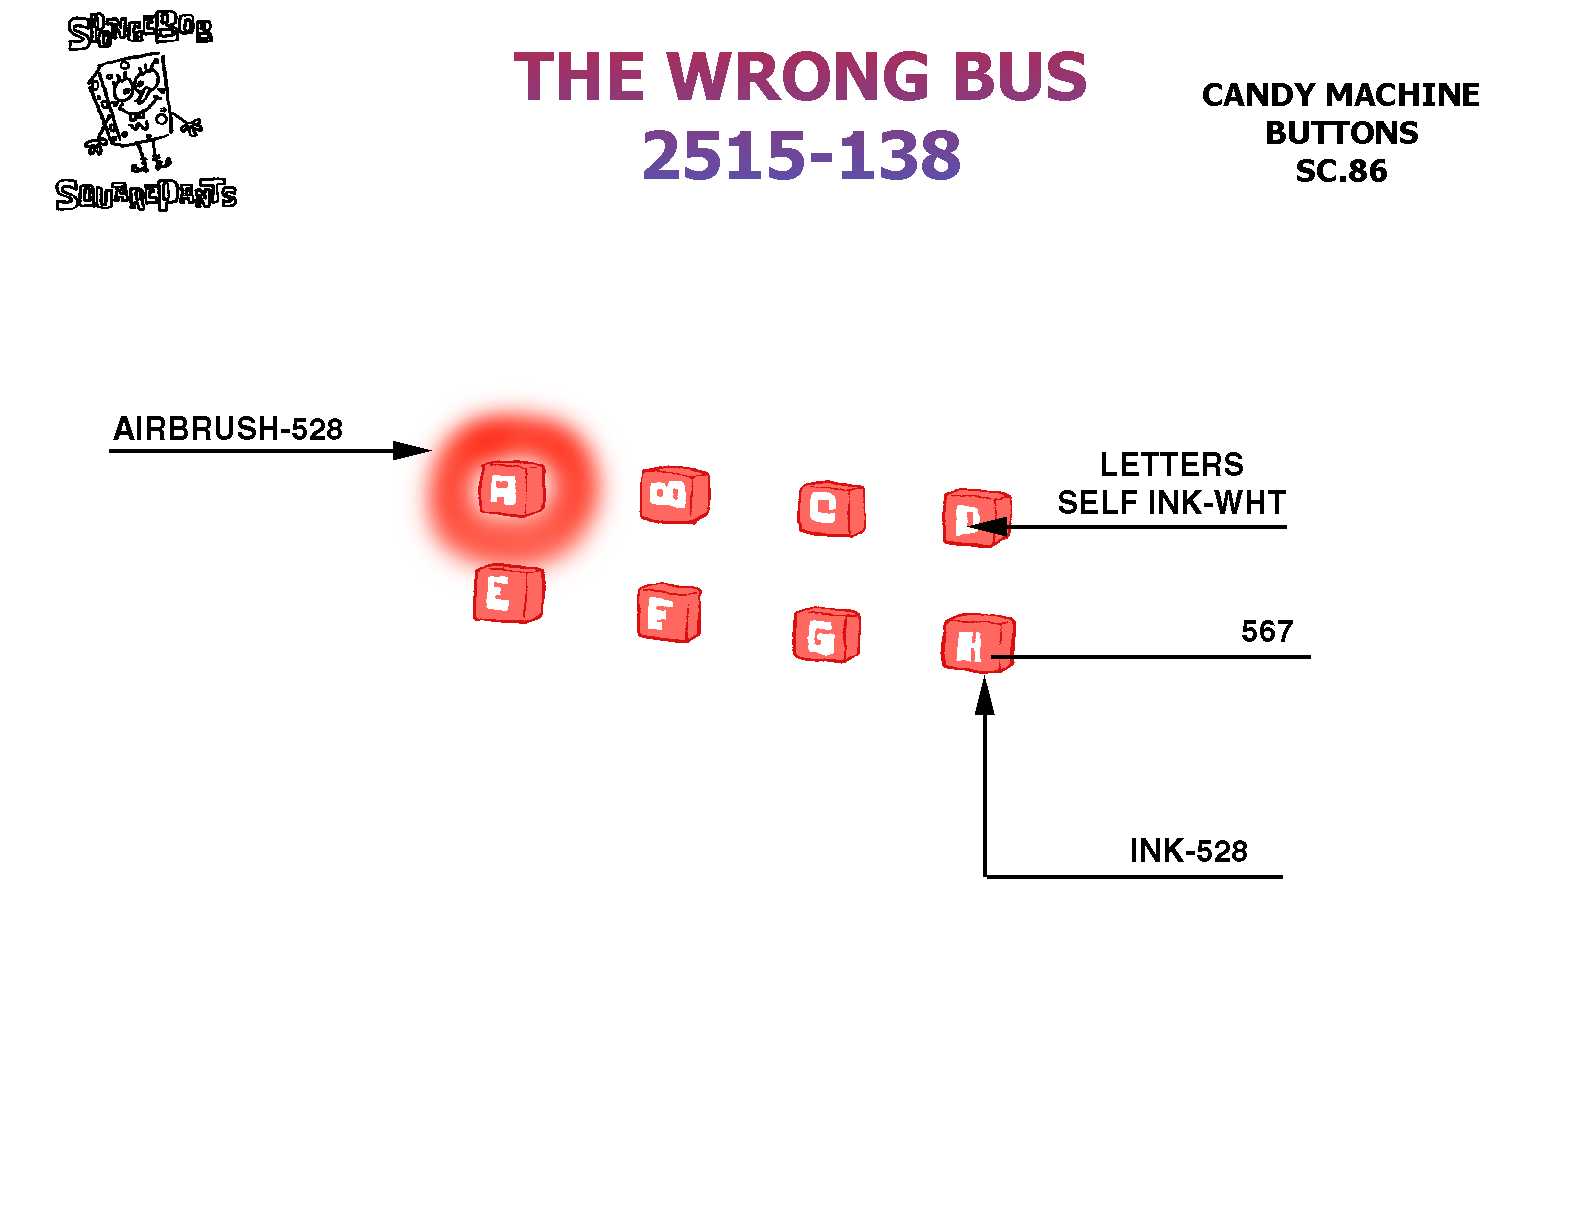 SPONGEBOB
SQUAREPANTS
THE WRONG BUS
2515-138
CANDY MACHINE
BUTTONS
SC.86
AIRBRUSH-528
A B C D
E F G H
LETTERS
SELF INK-WHT
567
INK-528